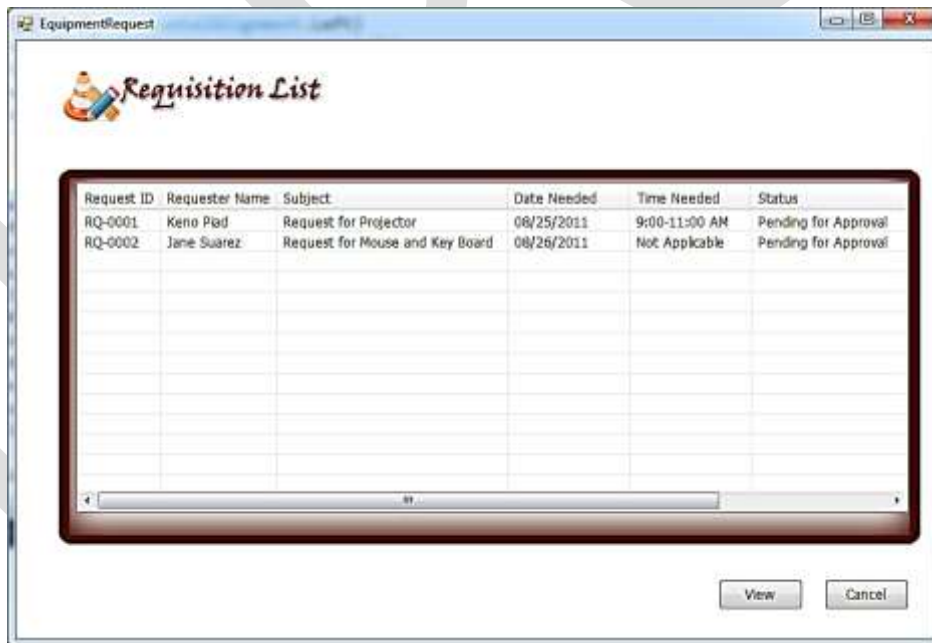 EquipmentRequest
Requisition List
Request ID Requester Name Subject Date Needed Time Needed Status
RQ-0001 Keno Piad Request for Projector 08/25/2011 9:00-11:00 AM Pending for Approval
RQ-0002 Jane Suarez Request for Mouse and Key Board 08/26/2011 Not Applicable Pending for Approval
View Cancel